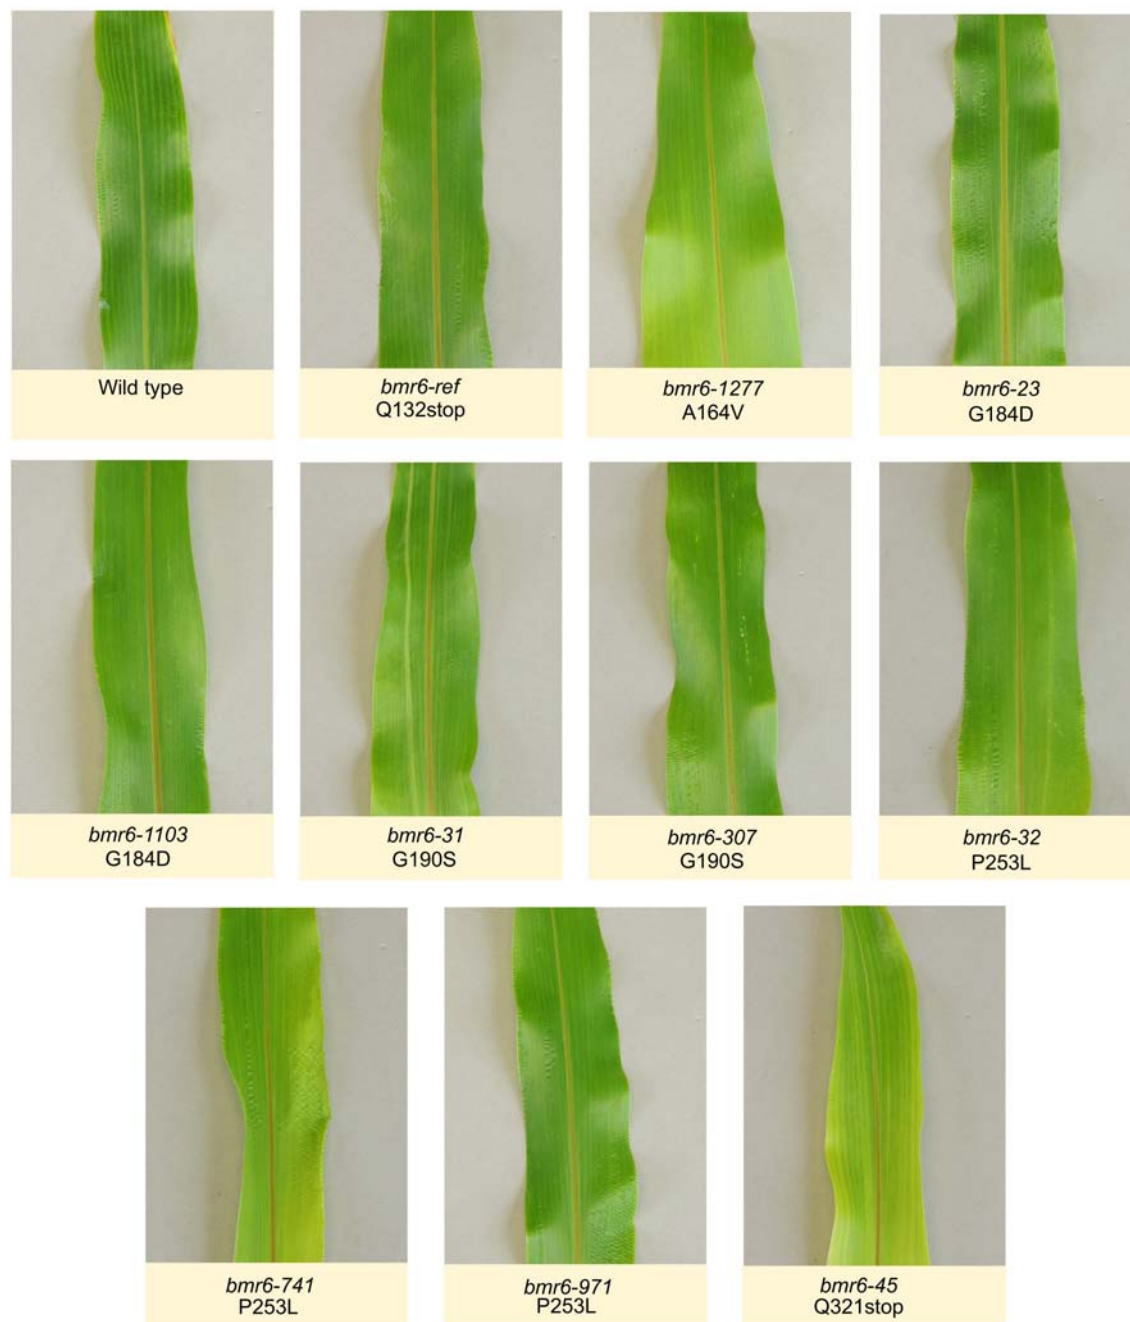 Wild type
bmr6-ref
Q132stop
bmr6-1277
A164V
bmr6-23
G184D
bmr6-1103
G184D
bmr6-31
G190S
bmr6-307
G190S
bmr6-32
P253L
bmr6-741
P253L
bmr6-971
P253L
bmr6-45
Q321stop